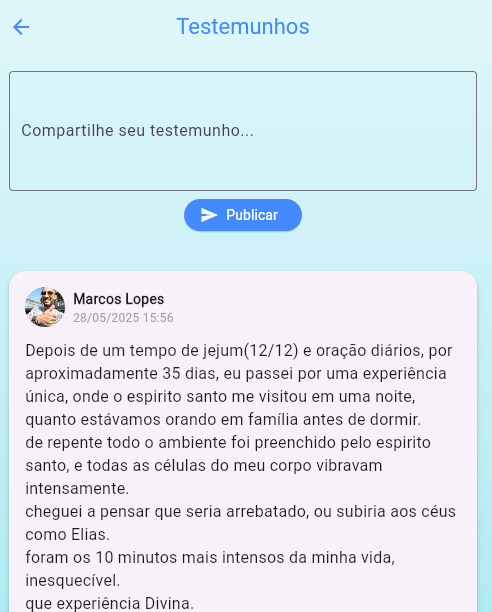 Testemunhos
Compartilhe seu testemunho...
Publicar
Marcos Lopes
28/05/2025 15:56
Depois de um tempo de jejum(12/12) e oração diários, por
aproximadamente 35 dias, eu passei por uma experiência
única, onde o espirito santo me visitou em uma noite,
quanto estávamos orando em família antes de dormir.
de repente todo o ambiente foi preenchido pelo espirito
santo, e todas as células do meu corpo vibravam
intensamente.
cheguei a pensar que seria arrebatado, ou subiria aos céus
como Elias.
foram os 10 minutos mais intensos da minha vida,
inesquecível.
que experiência Divina.